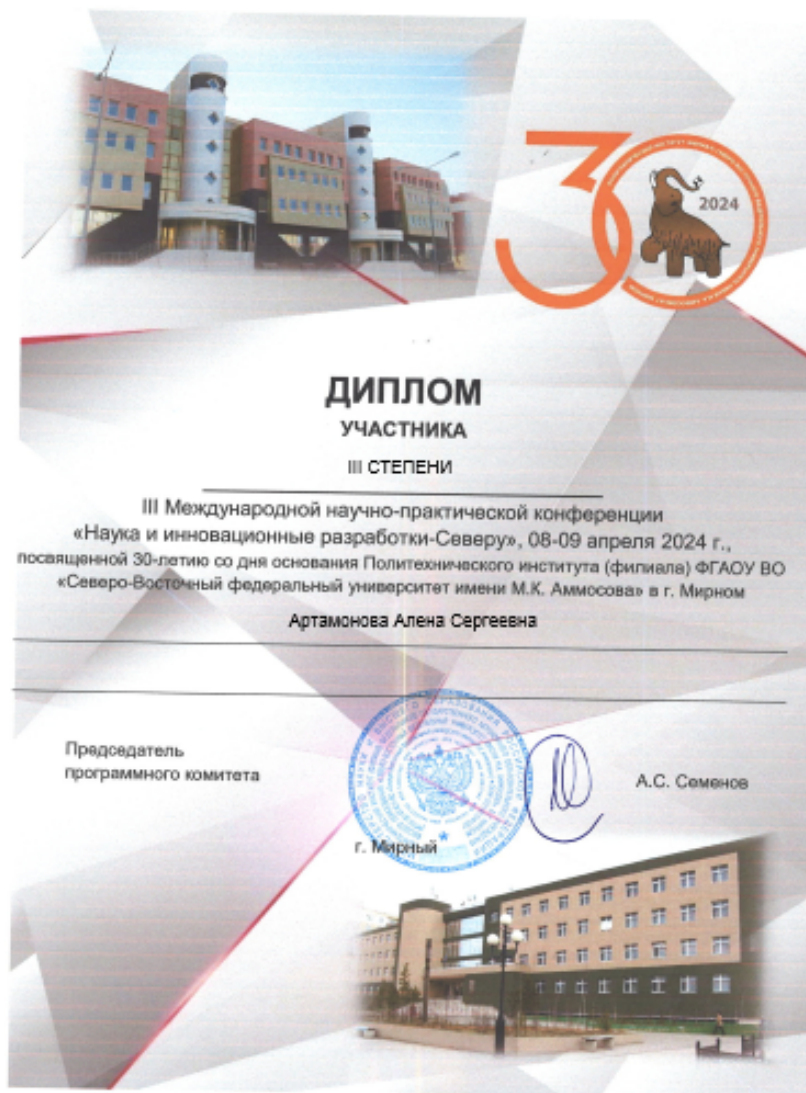 2024
ДИПЛОМ
УЧАСТНИКА
III СТЕПЕНИ
III Международной научно-практической конференции
«Наука и инновационные разработки-Северу», 08-09 апреля 2024 г.,
посвященной 30-летию со дня основания Политехнического института (филиала) ФГАОУ ВО
«Северо-Восточный федеральный университет имени М.К. Аммосова» в г. Мирном
Артамонова Алена Сергеевна
Председатель
программного комитета
А.С. Семенов
г. Мирный